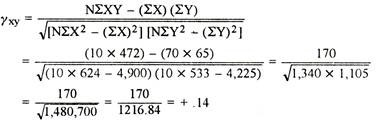 γxy = NΣXY − (ΣX) (ΣY) / √[NΣX² − (ΣX)²] [NΣY² − (ΣY)²]
= (10 × 472) − (70 × 65) / √(10 × 624 − 4,900) (10 × 533 − 4,225) = 170 / √1,340 × 1,105
= 170 / √1,480,700 = 170 / 1216.84 = + .14